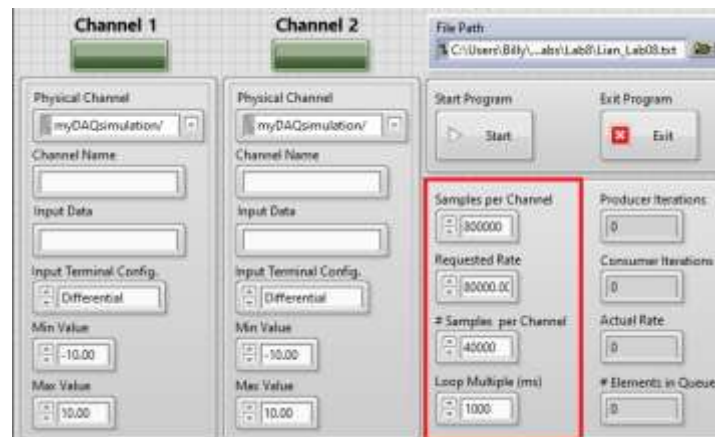 Channel 1
Channel 2
File Path
C:\Users\Billy\...abs\Lab8\Lian_Lab08.txt
Physical Channel
myDAQsimulation/
Channel Name
Input Data
Input Terminal Config.
Differential
Min Value
-10.00
Max Value
10.00
Physical Channel
myDAQsimulation/
Channel Name
Input Data
Input Terminal Config.
Differential
Min Value
-10.00
Max Value
10.00
Start Program
Start
Exit Program
Exit
Samples per Channel
800000
Requested Rate
80000.0
# Samples per Channel
40000
Loop Multiple (ms)
1000
Producer Iterations
0
Consumer Iterations
0
Actual Rate
0
# Elements in Queue
0